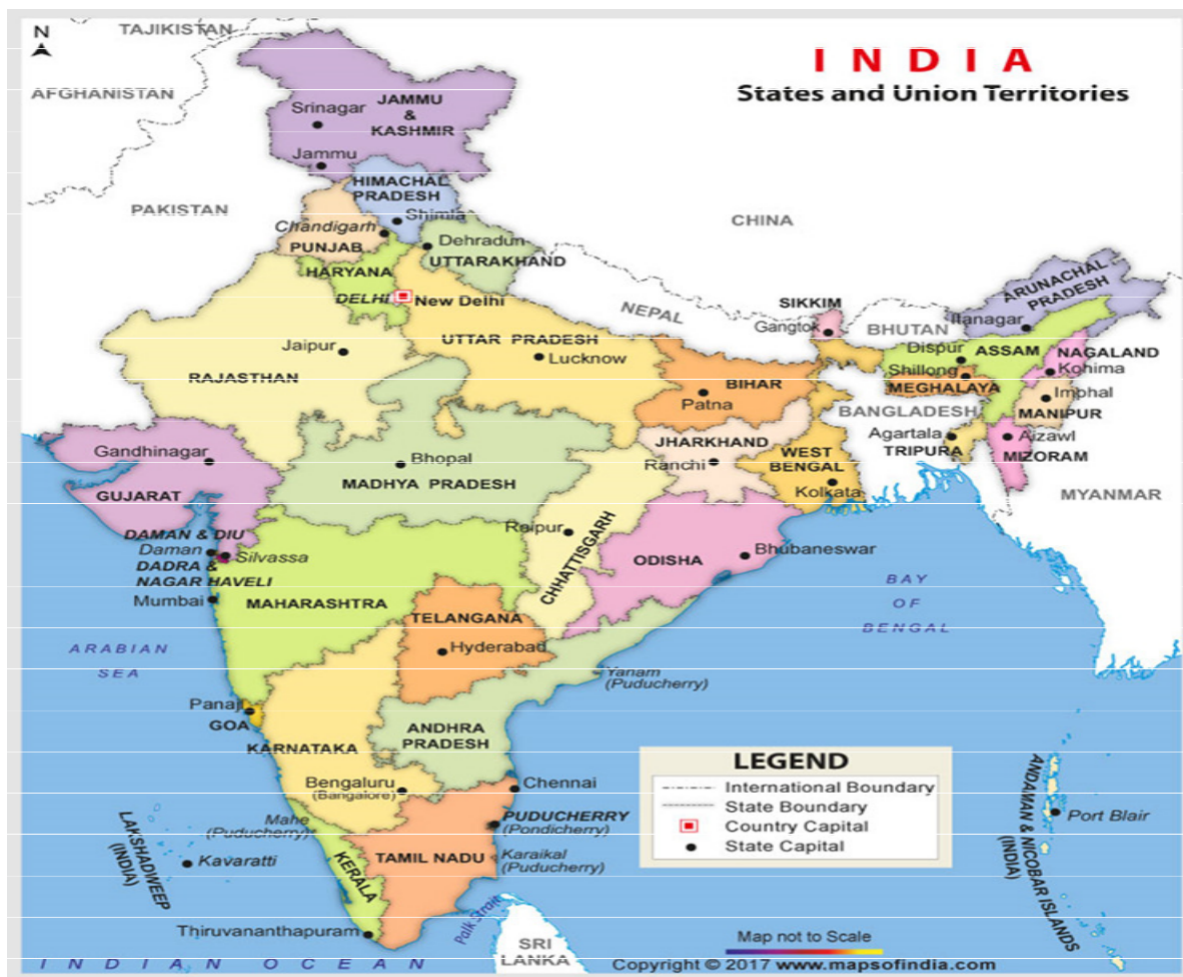 N
INDIA
States and Union Territories
TAJIKISTAN
AFGHANISTAN
PAKISTAN
CHINA
NEPAL
BHUTAN
BANGLADESH
MYANMAR
SRI
LANKA
JAMMU
&
KASHMIR
Srinagar
Jammu
HIMACHAL
PRADESH
Shimla
Chandigarh
PUNJAB
Dehradun
UTTARAKHAND
HARYANA
DELHI
New Delhi
UTTAR PRADESH
Lucknow
Jaipur
RAJASTHAN
SIKKIM
Gangtok
ARUNACHAL
PRADESH
Itanagar
Dispur
ASSAM
NAGALAND
Kohima
Shillong
MEGHALAYA
Imphal
MANIPUR
Agartala
TRIPURA
Aizawl
MIZORAM
BIHAR
Patna
JHARKHAND
Ranchi
WEST
BENGAL
Kolkata
Gandhinagar
GUJARAT
Bhopal
MADHYA PRADESH
Raipur
CHHATTISGARH
ODISHA
Bhubaneswar
DAMAN & DIU
Daman
Silvassa
DADRA &
NAGAR HAVELI
Mumbai
MAHARASHTRA
TELANGANA
Hyderabad
ARABIAN
SEA
BAY
OF
BENGAL
Yanam
(Puducherry)
Panaji
GOA
KARNATAKA
ANDHRA
PRADESH
Bengaluru
(Bangalore)
Chennai
Mahe
(Puducherry)
PUDUCHERRY
(Pondicherry)
TAMIL NADU
Karaikal
(Puducherry)
KERALA
Thiruvananthapuram
LAKSHADWEEP
(INDIA)
Kavaratti
Palk Strait
INDIAN OCEAN
ANDAMAN & NICOBAR ISLANDS
(INDIA)
Port Blair
LEGEND
International Boundary
State Boundary
Country Capital
State Capital
Map not to Scale
Copyright © 2017 www.mapsofindia.com